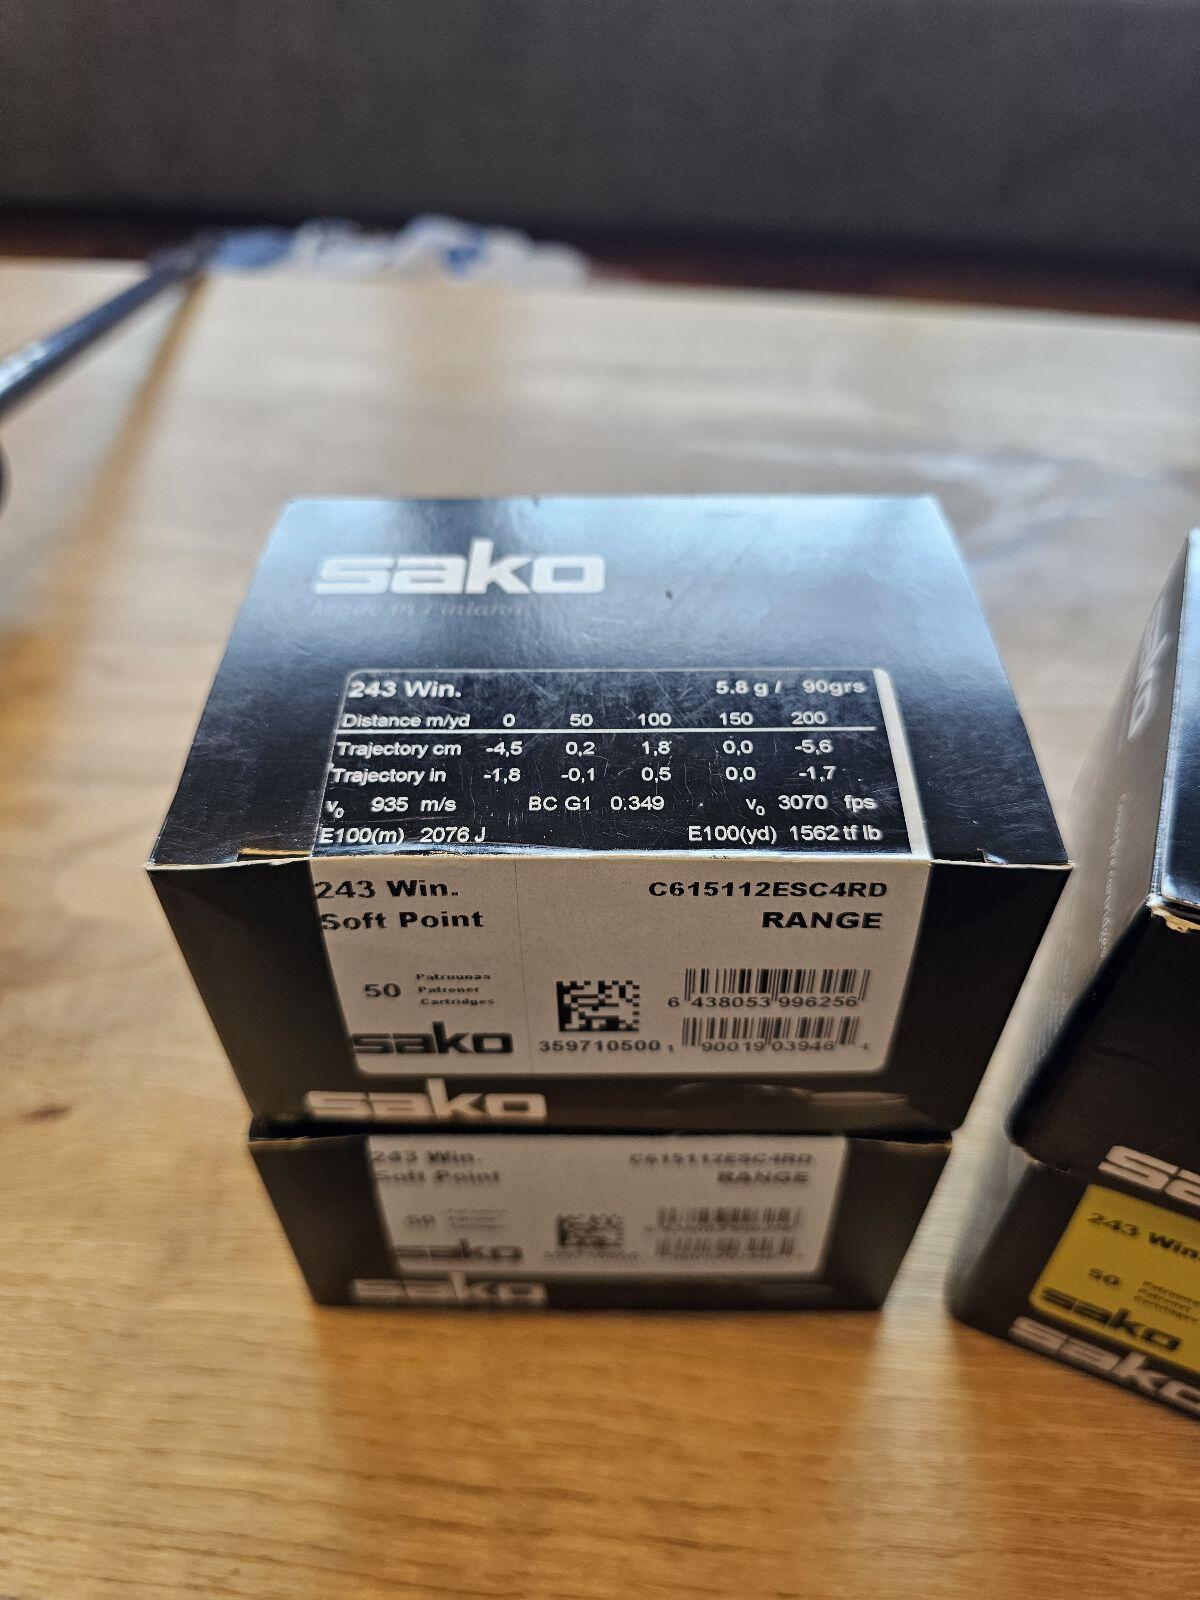 sako
Made in Finland
243 Win. 5.8 g / 90grs
Distance m/yd 0 50 100 150 200
Trajectory cm -4,5 0,2 1,8 0,0 -5,6
Trajectory in -1,8 -0,1 0,5 0,0 -1,7
v0 935 m/s BC G1 0.349 v0 3070 fps
E100(m) 2076 J E100(yd) 1562 tf lb
243 Win. C615112ESC4RD
Soft Point RANGE
50 Patruunaa
Patroner
Cartridges
6 438053 996256
sako 359710500 1 90019 03946 4
sako
243 Win. C615112ESC4RD
Soft Point RANGE
50
sako
sako
sako
Centerfire cartridges
sako
243 Win.
50
sako
sako